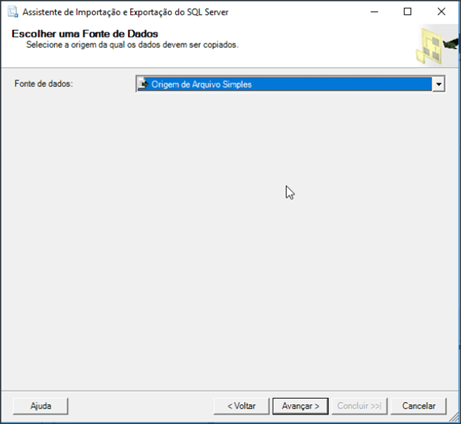 Assistente de Importação e Exportação do SQL Server
Escolher uma Fonte de Dados
Selecione a origem da qual os dados devem ser copiados.
Fonte de dados: Origem de Arquivo Simples
Ajuda < Voltar Avançar > Concluir >>| Cancelar